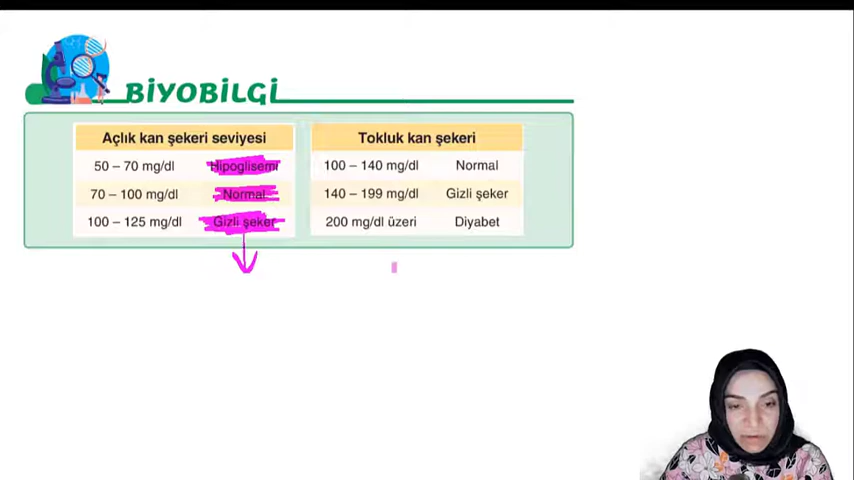 BİYOBİLGİ
Açlık kan şekeri seviyesi
50 – 70 mg/dl Hipoglisemi
70 – 100 mg/dl Normal
100 – 125 mg/dl Gizli şeker
Tokluk kan şekeri
100 – 140 mg/dl Normal
140 – 199 mg/dl Gizli şeker
200 mg/dl üzeri Diyabet